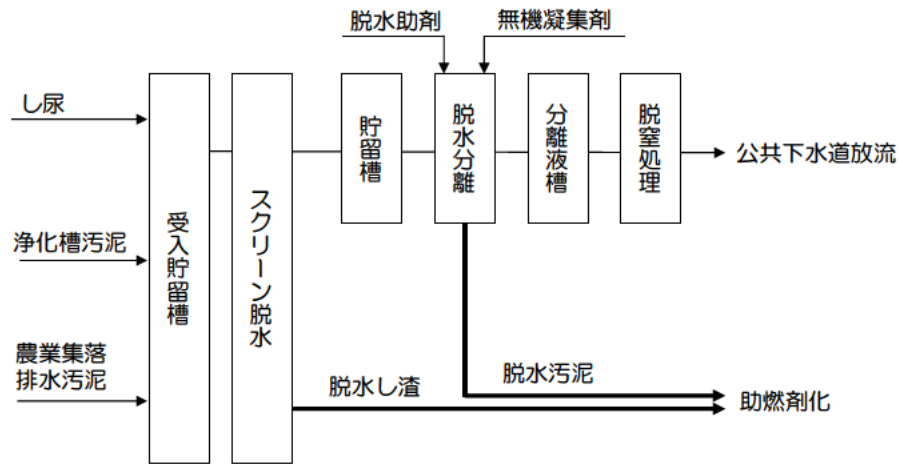 脱水助剤
無機凝集剤
し尿
浄化槽汚泥
農業集落
排水汚泥
受入貯留槽
スクリーン脱水
貯留槽
脱水分離
分離液槽
脱窒処理
公共下水道放流
脱水汚泥
脱水し渣
助燃剤化